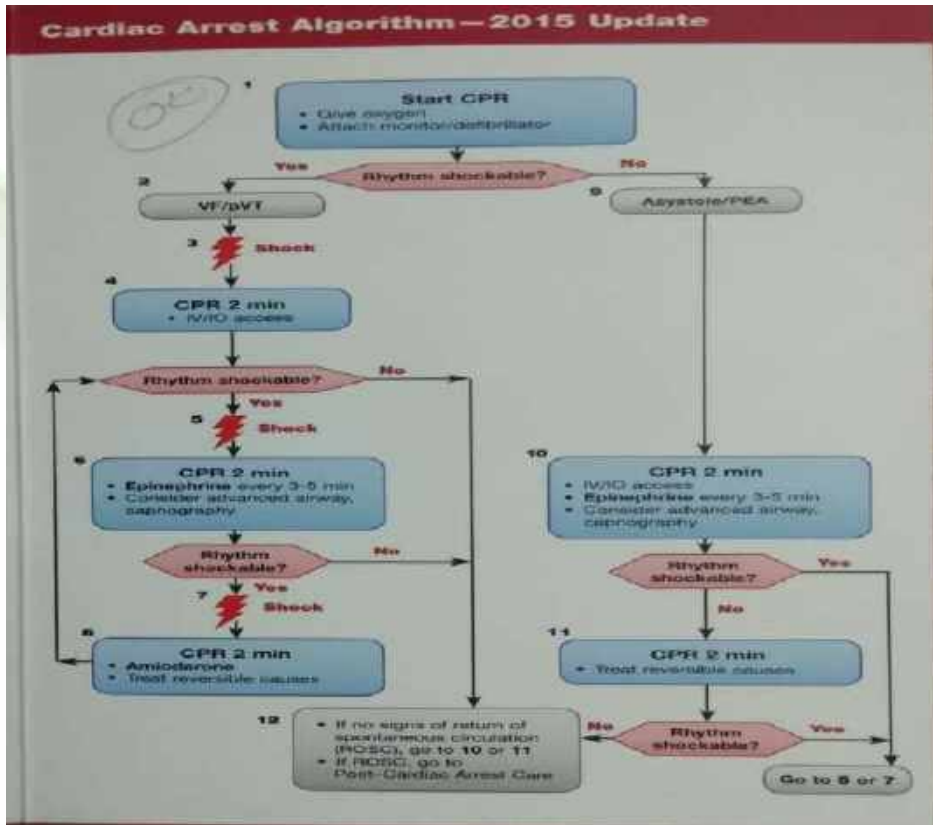 Cardiac Arrest Algorithm—2015 Update
1
Start CPR
• Give oxygen
• Attach monitor/defibrillator
Yes
Rhythm shockable?
No
2
VF/pVT
9
Asystole/PEA
3
Shock
4
CPR 2 min
• IV/IO access
Rhythm shockable?
No
Yes
5
Shock
6
CPR 2 min
• Epinephrine every 3-5 min
• Consider advanced airway,
capnography
Rhythm
shockable?
No
Yes
7
Shock
8
CPR 2 min
• Amiodarone
• Treat reversible causes
10
CPR 2 min
• IV/IO access
• Epinephrine every 3-5 min
• Consider advanced airway,
capnography
Rhythm
shockable?
Yes
No
11
CPR 2 min
• Treat reversible causes
No
Rhythm
shockable?
Yes
12
• If no signs of return of
spontaneous circulation
(ROSC), go to 10 or 11
• If ROSC, go to
Post-Cardiac Arrest Care
Go to 5 or 7